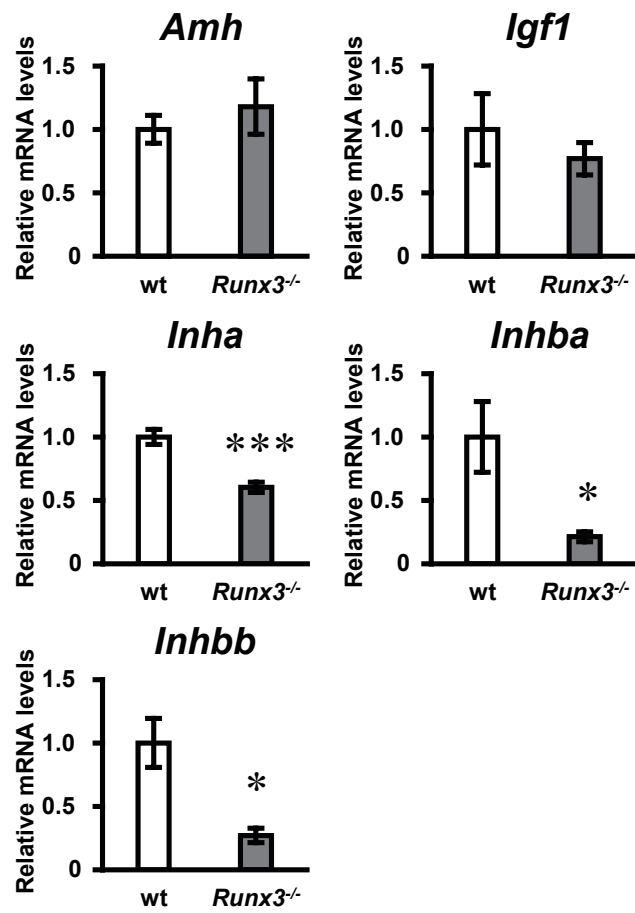 Amh
Relative mRNA levels
1.5
1.0
0.5
0
wt Runx3-/-
Igf1
Relative mRNA levels
1.5
1.0
0.5
0
wt Runx3-/-
Inha
Relative mRNA levels
1.5
1.0
0.5
0
***
wt Runx3-/-
Inhba
Relative mRNA levels
1.5
1.0
0.5
0
*
wt Runx3-/-
Inhbb
Relative mRNA levels
1.5
1.0
0.5
0
*
wt Runx3-/-